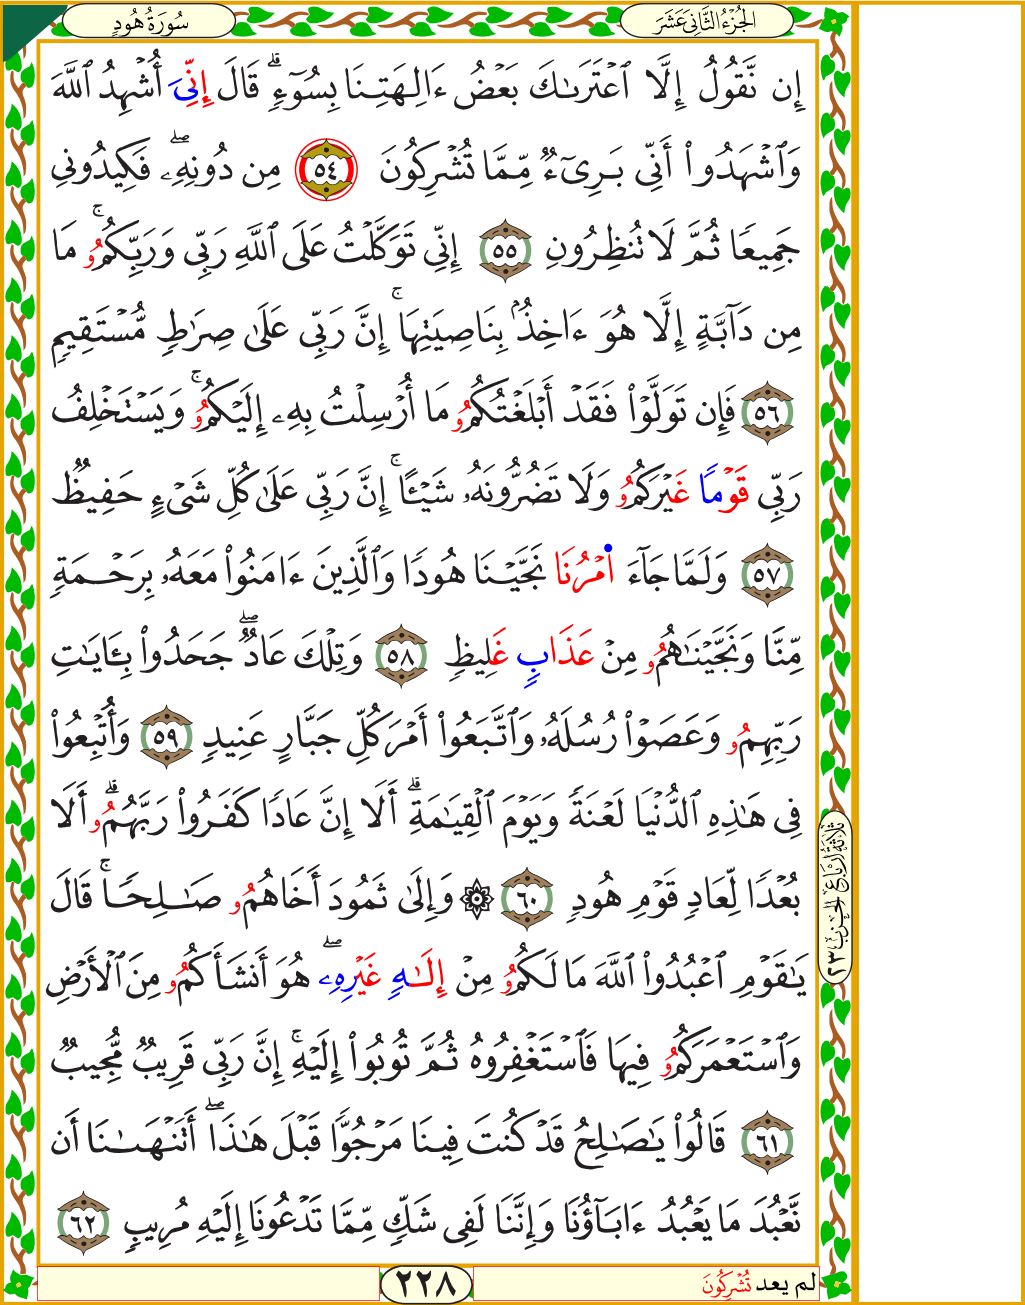 الجُزْءُ الثَّانِي عَشَرَ
سُورَةُ هُودٍ
إِن نَّقُولُ إِلَّا ٱعۡتَرَىٰكَ بَعۡضُ ءَالِهَتِنَا بِسُوٓءٖۗ قَالَ إِنِّيَ أُشۡهِدُ ٱللَّهَ
وَٱشۡهَدُواْ أَنِّي بَرِيٓءٞ مِّمَّا تُشۡرِكُونَ ٥٤ مِن دُونِهِۦۖ فَكِيدُونِي
جَمِيعٗا ثُمَّ لَا تُنظِرُونِ ٥٥ إِنِّي تَوَكَّلۡتُ عَلَى ٱللَّهِ رَبِّي وَرَبِّكُمُۥۚ مَا
مِن دَآبَّةٍ إِلَّا هُوَ ءَاخِذُۢ بِنَاصِيَتِهَآۚ إِنَّ رَبِّي عَلَىٰ صِرَٰطٖ مُّسۡتَقِيمٖ
٥٦ فَإِن تَوَلَّوۡاْ فَقَدۡ أَبۡلَغۡتُكُمُۥ مَا أُرۡسِلۡتُ بِهِۦ إِلَيۡكُمُۥۚ وَيَسۡتَخۡلِفُ
رَبِّي قَوۡمًا غَيۡرَكُمُۥ وَلَا تَضُرُّونَهُۥ شَيۡـًٔاۚ إِنَّ رَبِّي عَلَىٰ كُلِّ شَيۡءٍ حَفِيظٞ
٥٧ وَلَمَّا جَآءَ ا۬مۡرُنَا نَجَّيۡنَا هُودٗا وَٱلَّذِينَ ءَامَنُواْ مَعَهُۥ بِرَحۡمَةٖ
مِّنَّا وَنَجَّيۡنَٰهُمُۥ مِنۡ عَذَابٍ غَلِيظٖ ٥٨ وَتِلۡكَ عَادٞۖ جَحَدُواْ بِـَٔايَٰتِ
رَبِّهِمُۥ وَعَصَوۡاْ رُسُلَهُۥ وَٱتَّبَعُواْ أَمۡرَ كُلِّ جَبَّارٍ عَنِيدٖ ٥٩ وَأُتۡبِعُواْ
فِي هَٰذِهِ ٱلدُّنۡيَا لَعۡنَةٗ وَيَوۡمَ ٱلۡقِيَٰمَةِۗ أَلَا إِنَّ عَادٗا كَفَرُواْ رَبَّهُمُۥۗ أَلَا
بُعۡدٗا لِّعَادٖ قَوۡمِ هُودٖ ٦٠ ۞ وَإِلَىٰ ثَمُودَ أَخَاهُمُۥ صَٰلِحٗاۚ قَالَ
يَٰقَوۡمِ ٱعۡبُدُواْ ٱللَّهَ مَا لَكُمُۥ مِنۡ إِلَٰهٍ غَيۡرِهِۦۖ هُوَ أَنشَأَكُمُۥ مِنَ ٱلۡأَرۡضِ
وَٱسۡتَعۡمَرَكُمُۥ فِيهَا فَٱسۡتَغۡفِرُوهُ ثُمَّ تُوبُواْ إِلَيۡهِۚ إِنَّ رَبِّي قَرِيبٞ مُّجِيبٞ
٦١ قَالُواْ يَٰصَٰلِحُ قَدۡ كُنتَ فِينَا مَرۡجُوّٗا قَبۡلَ هَٰذَاۖ أَتَنۡهَىٰنَا أَن
نَّعۡبُدَ مَا يَعۡبُدُ ءَابَآؤُنَا وَإِنَّنَا لَفِي شَكّٖ مِّمَّا تَدۡعُونَا إِلَيۡهِ مُرِيبٖ ٦٢
ثلاثة أرباع الحزب ٢٣
لم يعد تُشۡرِكُونَ
٢٢٨